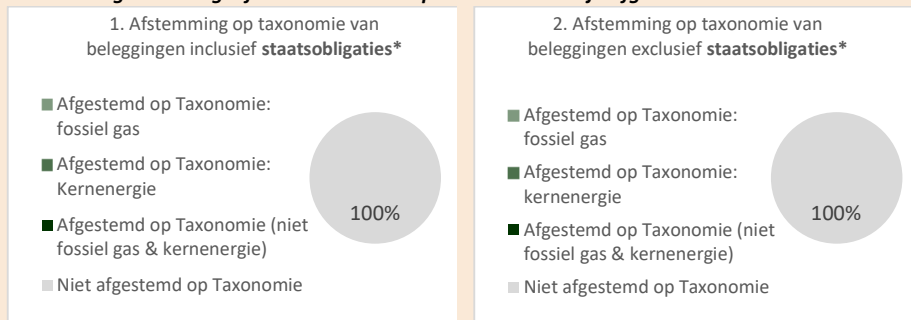 1. Afstemming op taxonomie van
beleggingen inclusief staatsobligaties*
Afgestemd op Taxonomie:
fossiel gas
Afgestemd op Taxonomie:
Kernenergie
Afgestemd op Taxonomie (niet
fossiel gas & kernenergie)
Niet afgestemd op Taxonomie
100%
2. Afstemming op taxonomie van
beleggingen exclusief staatsobligaties*
Afgestemd op Taxonomie:
fossiel gas
Afgestemd op Taxonomie:
kernenergie
Afgestemd op Taxonomie (niet
fossiel gas & kernenergie)
Niet afgestemd op Taxonomie
100%